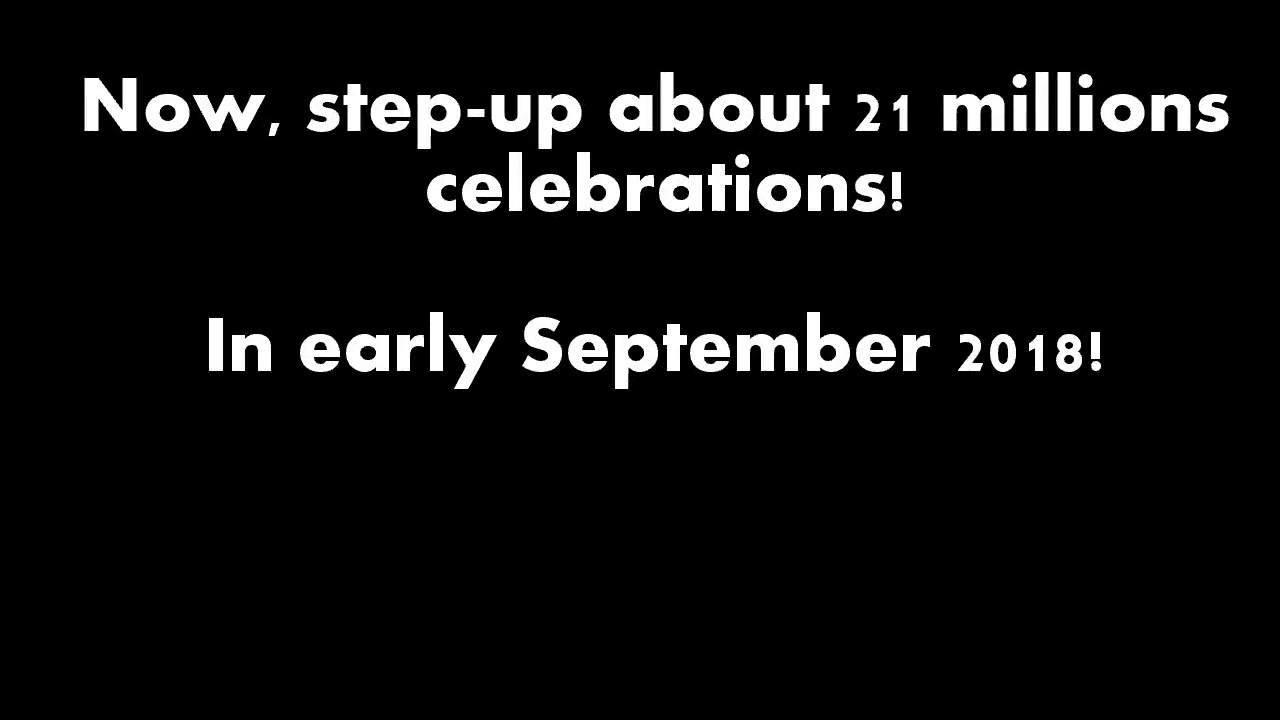 Now, step-up about 21 millions
celebrations!
In early September 2018!